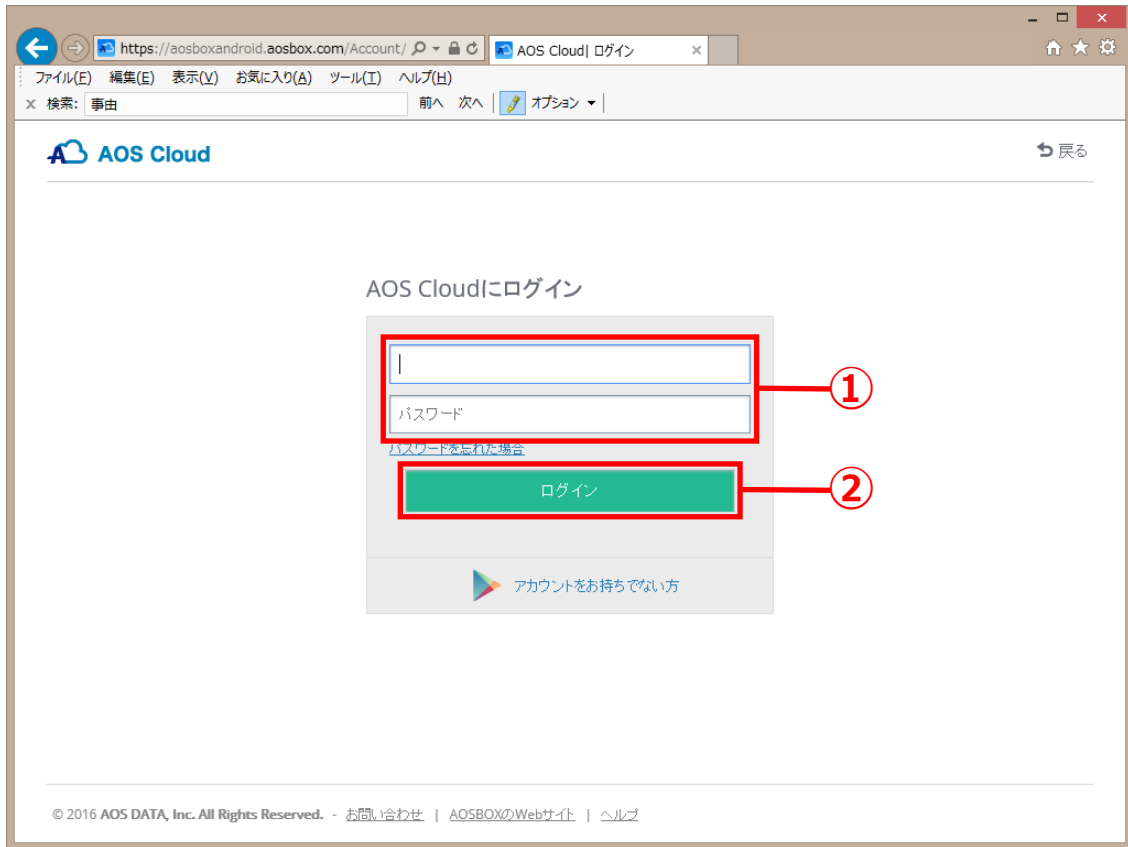 https://aosboxandroid.aosbox.com/Account/ AOS Cloud| ログイン
ファイル(F) 編集(E) 表示(V) お気に入り(A) ツール(T) ヘルプ(H)
x 検索: 事由 前へ 次へ オプション
AOS Cloud 戻る
AOS Cloudにログイン
①
パスワード
パスワードを忘れた場合
ログイン ②
アカウントをお持ちでない方
© 2016 AOS DATA, Inc. All Rights Reserved. - お問い合わせ | AOSBOXのWebサイト | ヘルプ